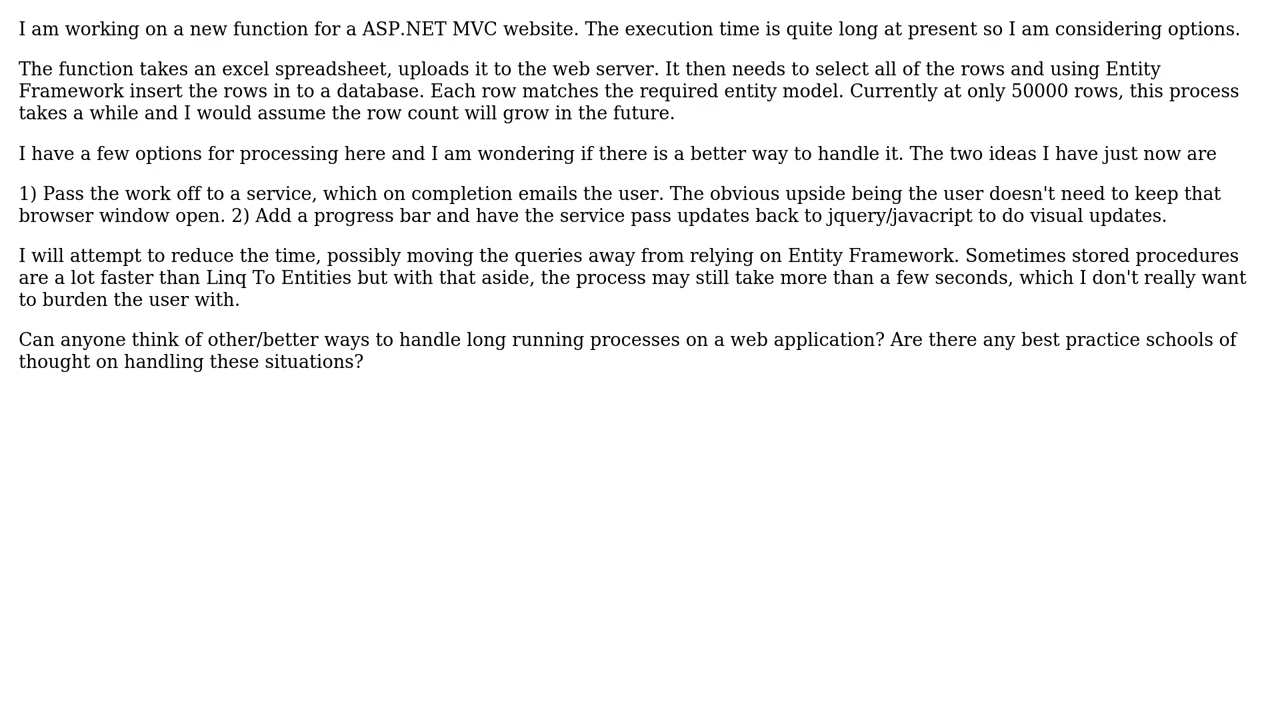 I am working on a new function for a ASP.NET MVC website. The execution time is quite long at present so I am considering options.
The function takes an excel spreadsheet, uploads it to the web server. It then needs to select all of the rows and using Entity
Framework insert the rows in to a database. Each row matches the required entity model. Currently at only 50000 rows, this process
takes a while and I would assume the row count will grow in the future.
I have a few options for processing here and I am wondering if there is a better way to handle it. The two ideas I have just now are
1) Pass the work off to a service, which on completion emails the user. The obvious upside being the user doesn't need to keep that
browser window open. 2) Add a progress bar and have the service pass updates back to jquery/javacript to do visual updates.
I will attempt to reduce the time, possibly moving the queries away from relying on Entity Framework. Sometimes stored procedures
are a lot faster than Linq To Entities but with that aside, the process may still take more than a few seconds, which I don't really want
to burden the user with.
Can anyone think of other/better ways to handle long running processes on a web application? Are there any best practice schools of
thought on handling these situations?